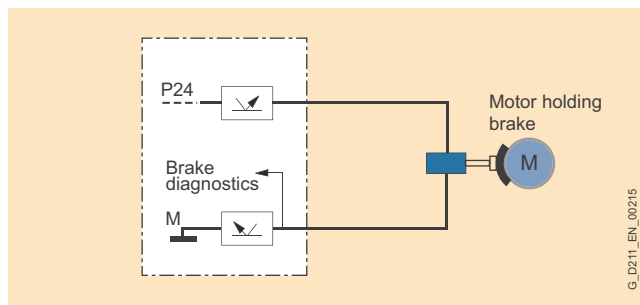 P24
Motor holding
brake
M
Brake
diagnostics
M
G_D211_EN_00215